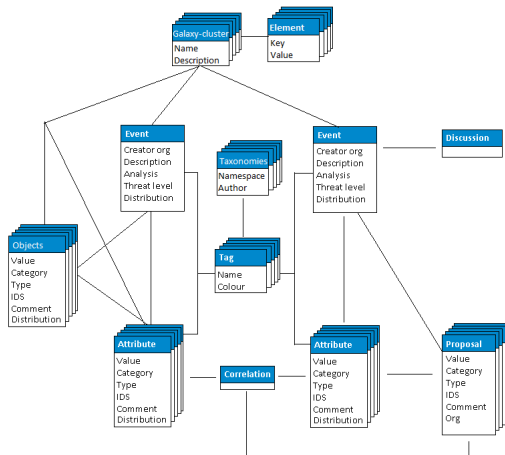 Galaxy-cluster
Name
Description
Element
Key
Value
Event
Creator org
Description
Analysis
Threat level
Distribution
Taxonomies
Namespace
Author
Event
Creator org
Description
Analysis
Threat level
Distribution
Discussion
Objects
Value
Category
Type
IDS
Comment
Distribution
Tag
Name
Colour
Attribute
Value
Category
Type
IDS
Comment
Distribution
Correlation
Attribute
Value
Category
Type
IDS
Comment
Distribution
Proposal
Value
Category
Type
IDS
Comment
Org